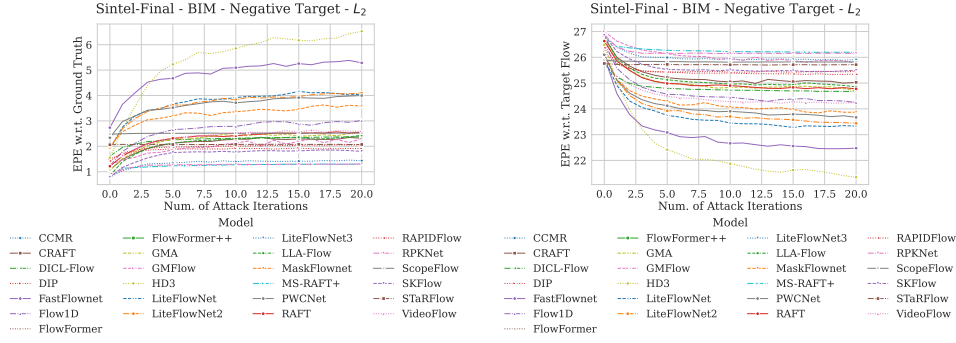 Sintel-Final - BIM - Negative Target - L₂
EPE w.r.t. Ground Truth
6
5
4
3
2
1
0.0 2.5 5.0 7.5 10.0 12.5 15.0 17.5 20.0
Num. of Attack Iterations
Model
CCMR FlowFormer++ LiteFlowNet3 RAPIDFlow
CRAFT GMA LLA-Flow RPKNet
DICL-Flow GMFlow MaskFlownet ScopeFlow
DIP HD3 MS-RAFT+ SKFlow
FastFlownet LiteFlowNet PWCNet STaRFlow
Flow1D LiteFlowNet2 RAFT VideoFlow
FlowFormer
Sintel-Final - BIM - Negative Target - L₂
EPE w.r.t. Target Flow
27
26
25
24
23
22
0.0 2.5 5.0 7.5 10.0 12.5 15.0 17.5 20.0
Num. of Attack Iterations
Model
CCMR FlowFormer++ LiteFlowNet3 RAPIDFlow
CRAFT GMA LLA-Flow RPKNet
DICL-Flow GMFlow MaskFlownet ScopeFlow
DIP HD3 MS-RAFT+ SKFlow
FastFlownet LiteFlowNet PWCNet STaRFlow
Flow1D LiteFlowNet2 RAFT VideoFlow
FlowFormer